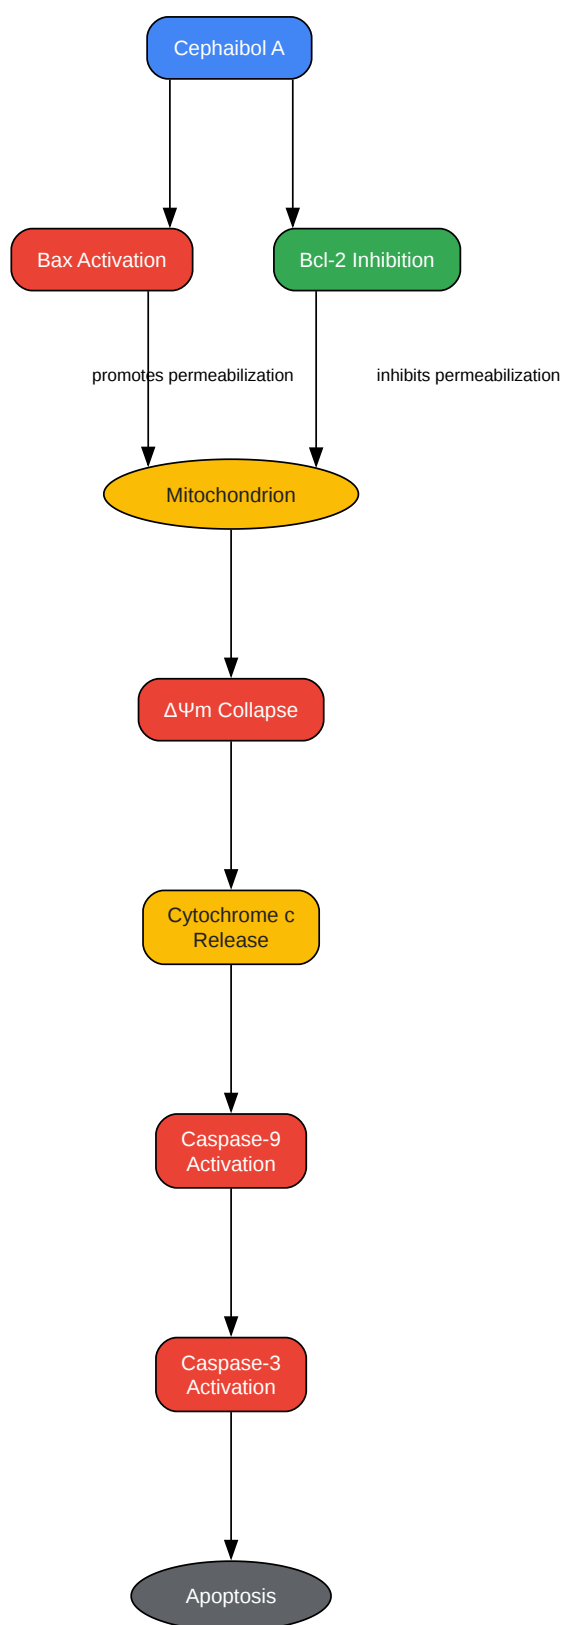 Cephaibol A
Bax Activation
Bcl-2 Inhibition
promotes permeabilization
inhibits permeabilization
Mitochondrion
ΔΨm Collapse
Cytochrome c
Release
Caspase-9
Activation
Caspase-3
Activation
Apoptosis